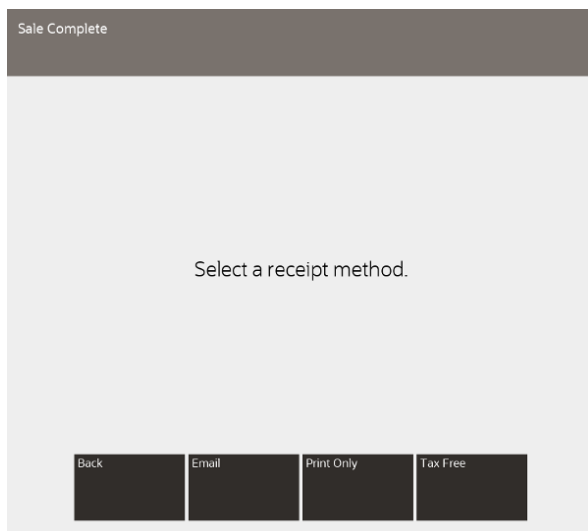 Sale Complete
Select a receipt method.
Back
Email
Print Only
Tax Free